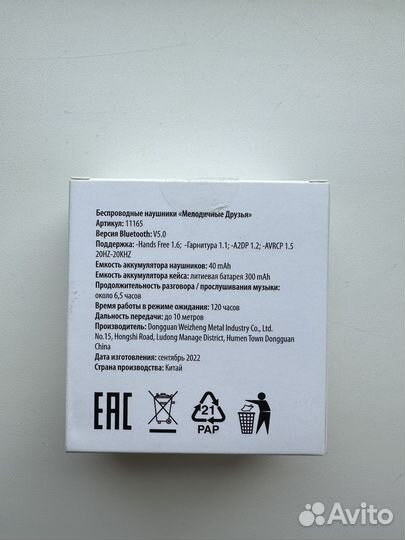 Беспроводные наушники «Мелодичные Друзья»
Артикул: 11165
Версия Bluetooth: V5.0
Поддержка: -Hands Free 1.6; -Гарнитура 1.1; -A2DP 1.2; -AVRCP 1.5
20HZ-20KHZ
Емкость аккумулятора наушников: 40 mAh
Емкость аккумулятора кейса: литиевая батарея 300 mAh
Продолжительность разговора / прослушивания музыки:
около 6,5 часов
Время работы в режиме ожидания: 120 часов
Дальность передачи: до 10 метров
Производитель: Dongguan Weizheng Metal Industry Co., Ltd.
No.15, Hongshi Road, Ludong Manage District, Humen Town Dongguan
China
Дата изготовления: сентябрь 2022
Страна производства: Китай
EAC
21
PAP
Avito